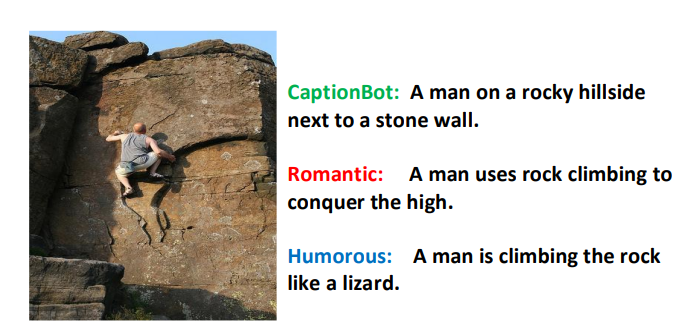 CaptionBot: A man on a rocky hillside
next to a stone wall.
Romantic: A man uses rock climbing to
conquer the high.
Humorous: A man is climbing the rock
like a lizard.